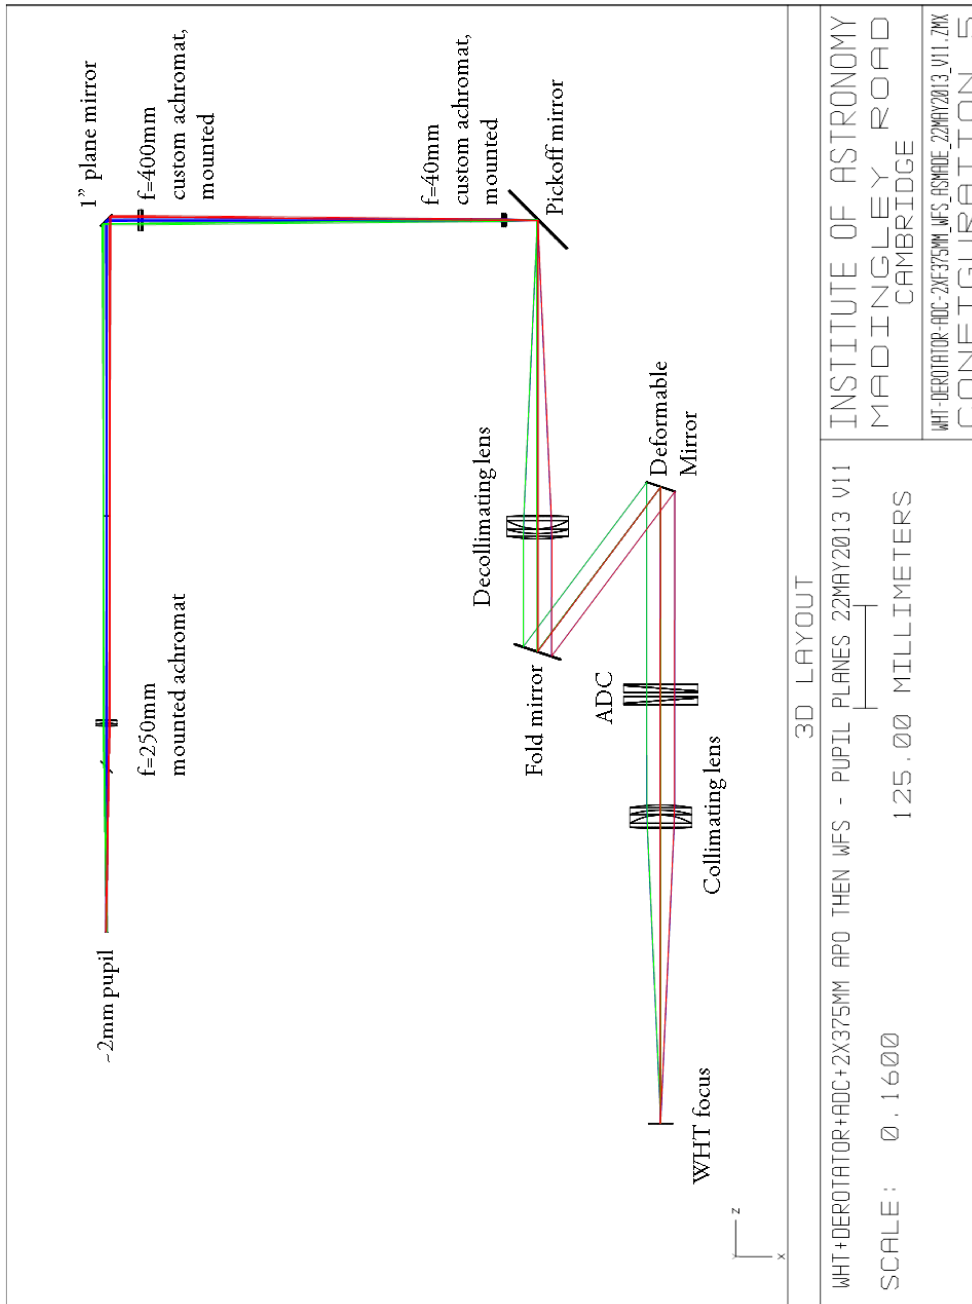 1” plane mirror
f=400mm
custom achromat,
mounted
f=40mm
custom achromat,
mounted
Pickoff mirror
f=250mm
mounted achromat
~2mm pupil
Decollimating lens
Fold mirror
Deformable
Mirror
ADC
Collimating lens
WHT focus
x
z
3D LAYOUT
WHT+DEROTATOR+ADC+2X375MM APO THEN WFS - PUPIL PLANES 22MAY2013 V11
SCALE: 0.1600
125.00 MILLIMETERS
INSTITUTE OF ASTRONOMY
MADINGLEY ROAD
CAMBRIDGE
WHT-DEROTATOR-ADC-2XF375MM_WFS_ASMADE_22MAY2013_V11.ZMX
CONFIGURATION 5